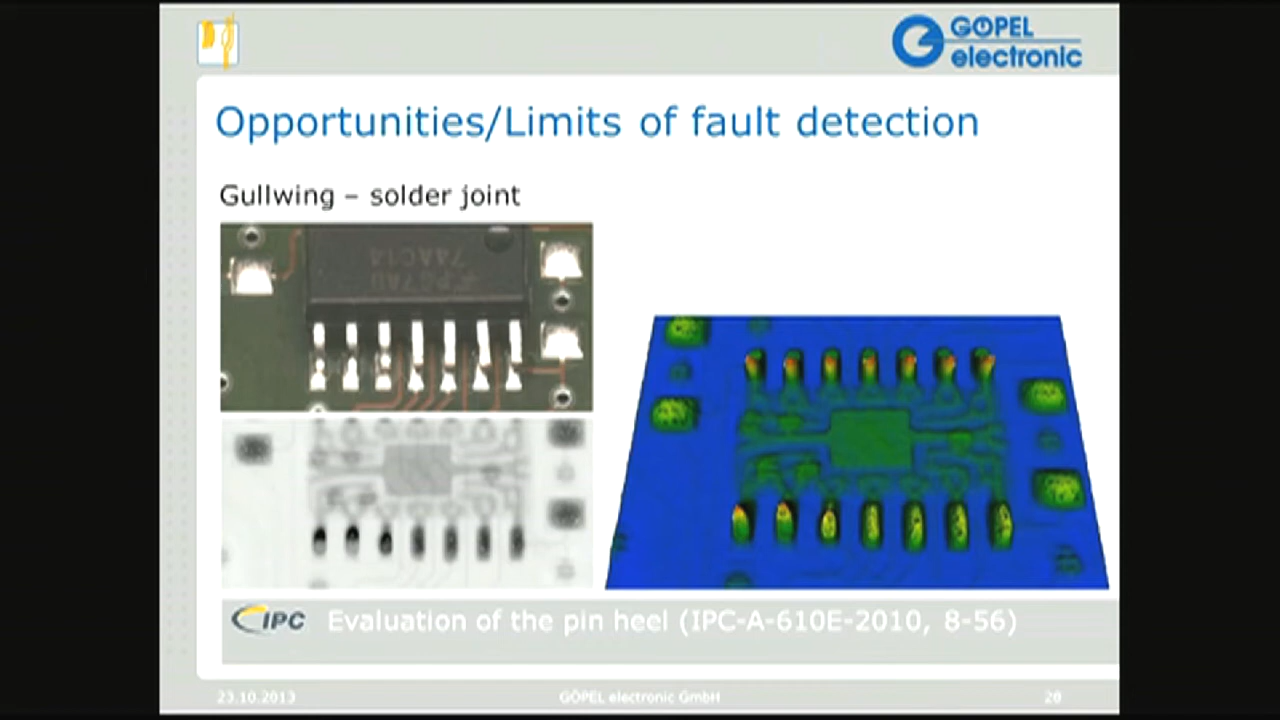 GÖPEL
electronic
Opportunities/Limits of fault detection
Gullwing – solder joint
74AC14
IPC
Evaluation of the pin heel (IPC-A-610E-2010, 8-56)
23.10.2013
GÖPEL electronic GmbH
28